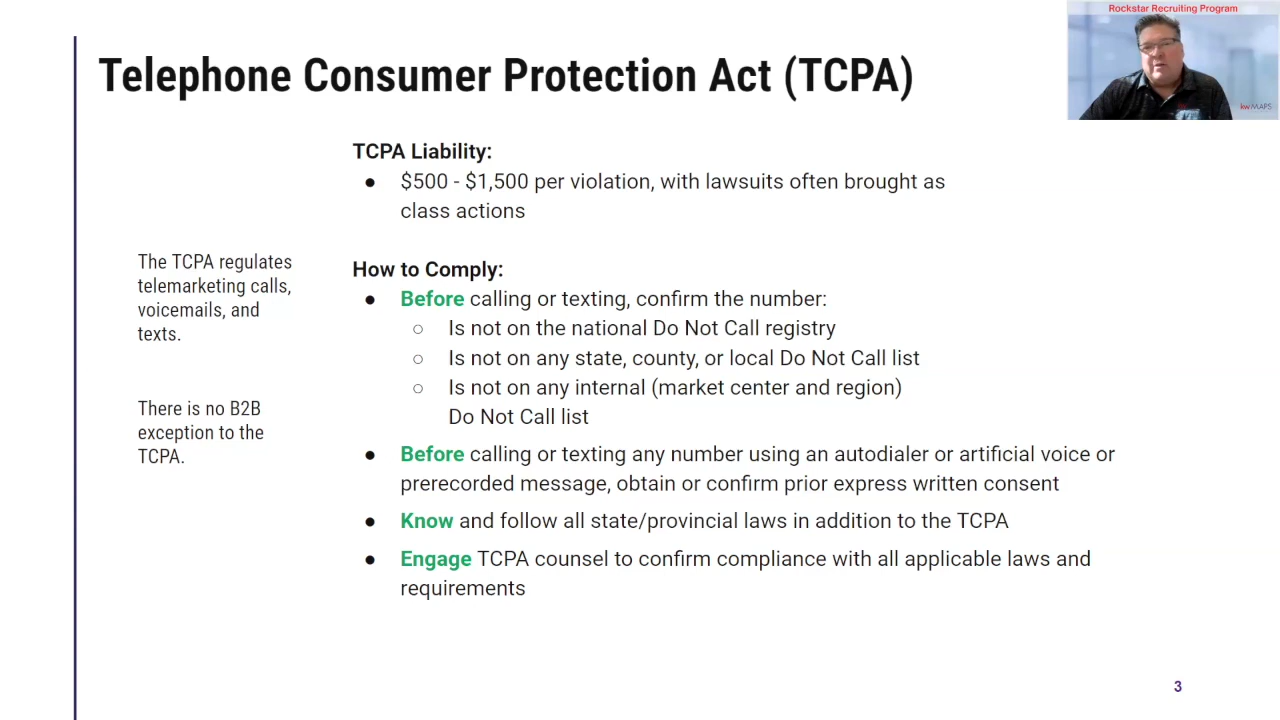 Rockstar Recruiting Program
kw MAPS
Telephone Consumer Protection Act (TCPA)
TCPA Liability:
● $500 - $1,500 per violation, with lawsuits often brought as
class actions
The TCPA regulates
telemarketing calls,
voicemails, and
texts.
There is no B2B
exception to the
TCPA.
How to Comply:
● Before calling or texting, confirm the number:
○ Is not on the national Do Not Call registry
○ Is not on any state, county, or local Do Not Call list
○ Is not on any internal (market center and region)
Do Not Call list
● Before calling or texting any number using an autodialer or artificial voice or
prerecorded message, obtain or confirm prior express written consent
● Know and follow all state/provincial laws in addition to the TCPA
● Engage TCPA counsel to confirm compliance with all applicable laws and
requirements
3